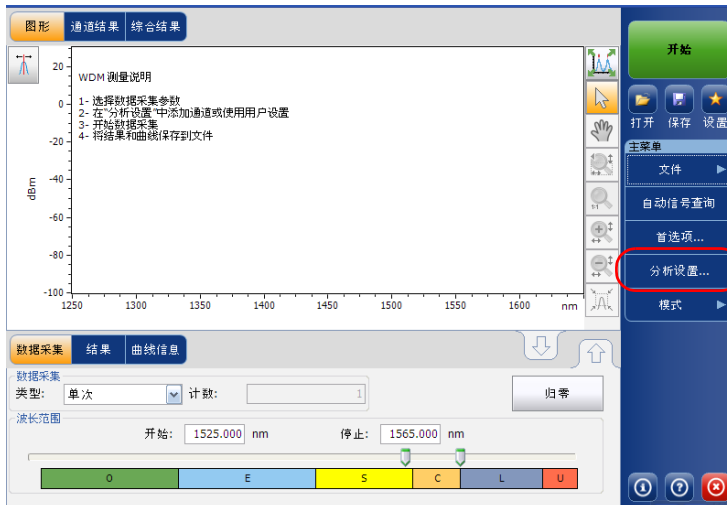 图形 通道结果 综合结果
WDM 测量说明
1- 选择数据采集参数
2- 在"分析设置"中添加通道或使用用户设置
3- 开始数据采集
4- 将结果和曲线保存到文件
dBm
20
0
-20
-40
-60
-80
-100
1250 1300 1350 1400 1450 1500 1550 1600 nm
1:1
开始
打开 保存 设置
主菜单
文件
自动信号查询
首选项...
分析设置...
模式
数据采集 结果 曲线信息
数据采集
类型: 单次 计数: 1
归零
波长范围
开始: 1525.000 nm 停止: 1565.000 nm
O E S C L U